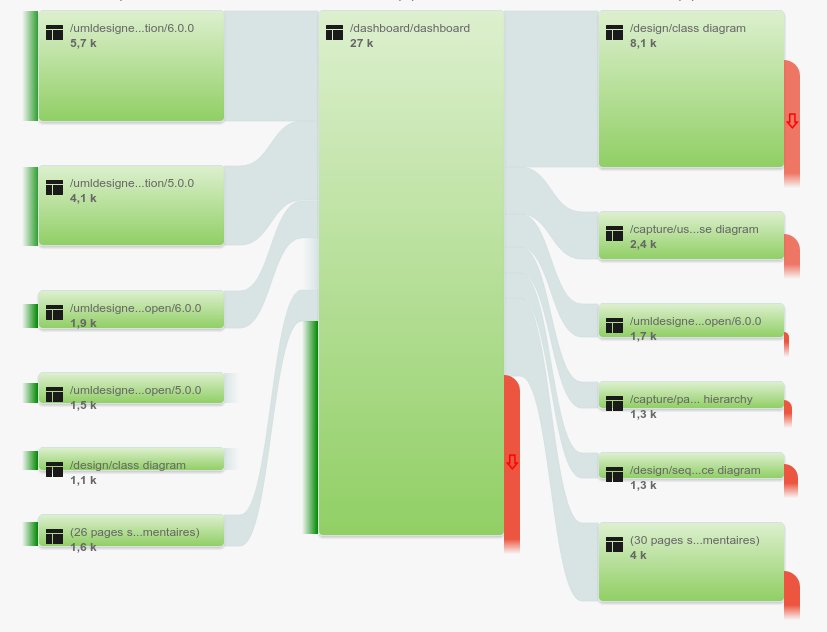 /umldesigne...tion/6.0.0
5,7 k
/umldesigne...tion/5.0.0
4,1 k
/umldesigne...open/6.0.0
1,9 k
/umldesigne...open/5.0.0
1,5 k
/design/class diagram
1,1 k
(26 pages s...mentaires)
1,6 k
/dashboard/dashboard
27 k
/design/class diagram
8,1 k
/capture/us...se diagram
2,4 k
/umldesigne...open/6.0.0
1,7 k
/capture/pa... hierarchy
1,3 k
/design/seq...ce diagram
1,3 k
(30 pages s...mentaires)
4 k